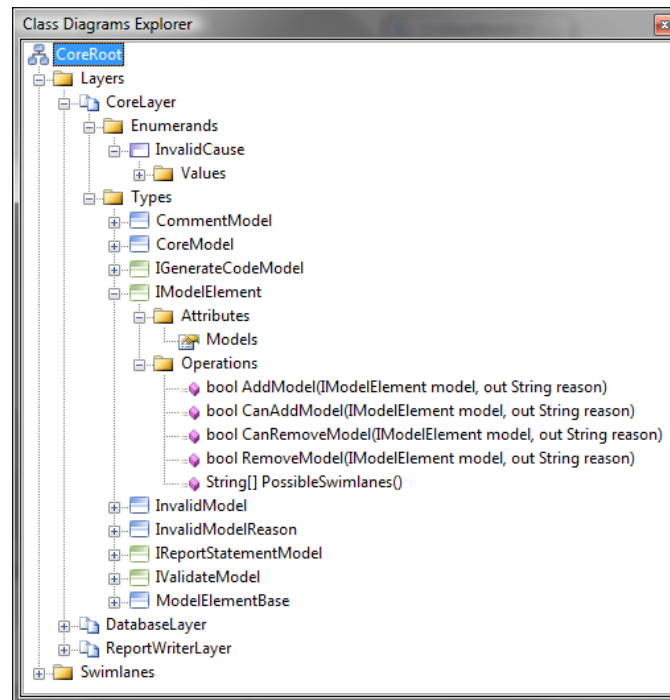 Class Diagrams Explorer
CoreRoot
Layers
CoreLayer
Enumerands
InvalidCause
Values
Types
CommentModel
CoreModel
IGenerateCodeModel
IModelElement
Attributes
Models
Operations
bool AddModel(IModelElement model, out String reason)
bool CanAddModel(IModelElement model, out String reason)
bool CanRemoveModel(IModelElement model, out String reason)
bool RemoveModel(IModelElement model, out String reason)
String[] PossibleSwimlanes()
InvalidModel
InvalidModelReason
IReportStatementModel
IValidateModel
ModelElementBase
DatabaseLayer
ReportWriterLayer
Swimlanes